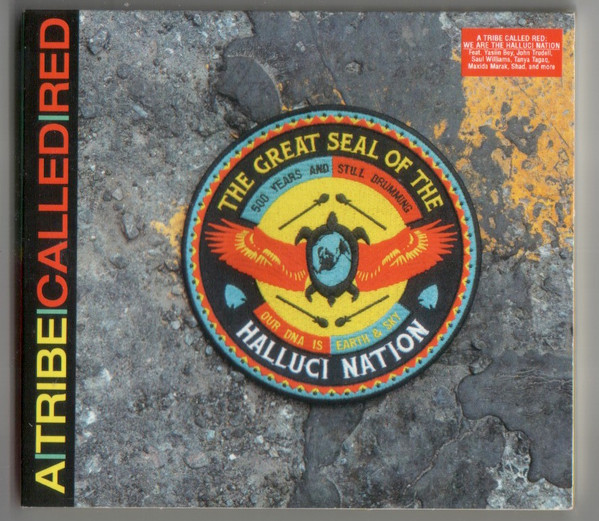 A|TRIBE|CALLED|RED
A TRIBE CALLED RED:
WE ARE THE HALLUCI NATION
Feat. Yasiin Bey, John Trudell,
Saul Williams, Tanya Tagaq,
Maxida Marak, Shad, and more
THE GREAT SEAL OF THE
500 YEARS AND STILL DRUMMING
OUR DNA IS EARTH & SKY
HALLUCI NATION